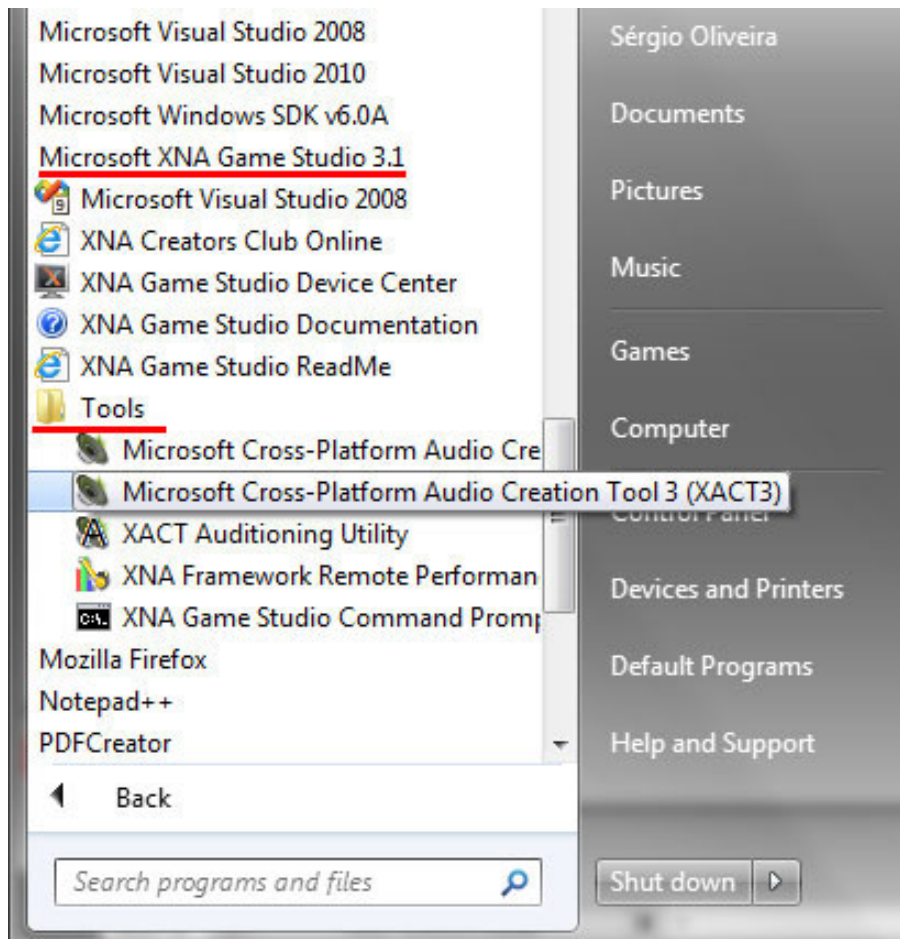 Microsoft Visual Studio 2008
Microsoft Visual Studio 2010
Microsoft Windows SDK v6.0A
Microsoft XNA Game Studio 3.1
Microsoft Visual Studio 2008
XNA Creators Club Online
XNA Game Studio Device Center
XNA Game Studio Documentation
XNA Game Studio ReadMe
Tools
Microsoft Cross-Platform Audio Cre
Microsoft Cross-Platform Audio Creation Tool 3 (XACT3)
XACT Auditioning Utility
XNA Framework Remote Performan
XNA Game Studio Command Promp
Mozilla Firefox
Notepad++
PDFCreator
Back
Search programs and files
Sérgio Oliveira
Documents
Pictures
Music
Games
Computer
Control Panel
Devices and Printers
Default Programs
Help and Support
Shut down